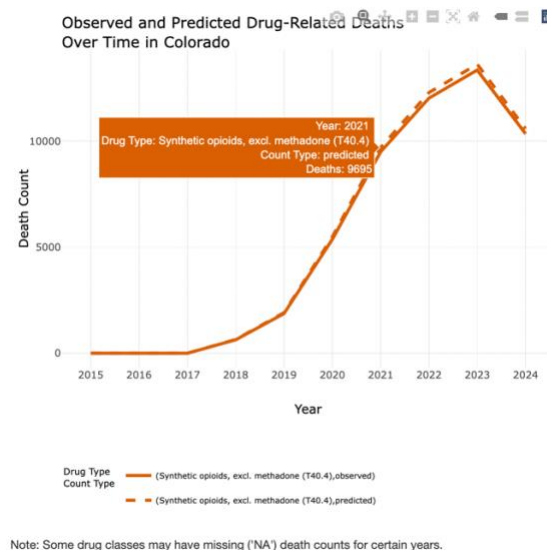 Observed and Predicted Drug-Related Deaths
Over Time in Colorado
Year: 2021
Drug Type: Synthetic opioids, excl. methadone (T40.4)
Count Type: predicted
Deaths: 9695
10000
5000
0
Death Count
2015 2016 2017 2018 2019 2020 2021 2022 2023 2024
Year
Drug Type
Count Type
(Synthetic opioids, excl. methadone (T40.4),observed)
(Synthetic opioids, excl. methadone (T40.4),predicted)
Note: Some drug classes may have missing ('NA') death counts for certain years.